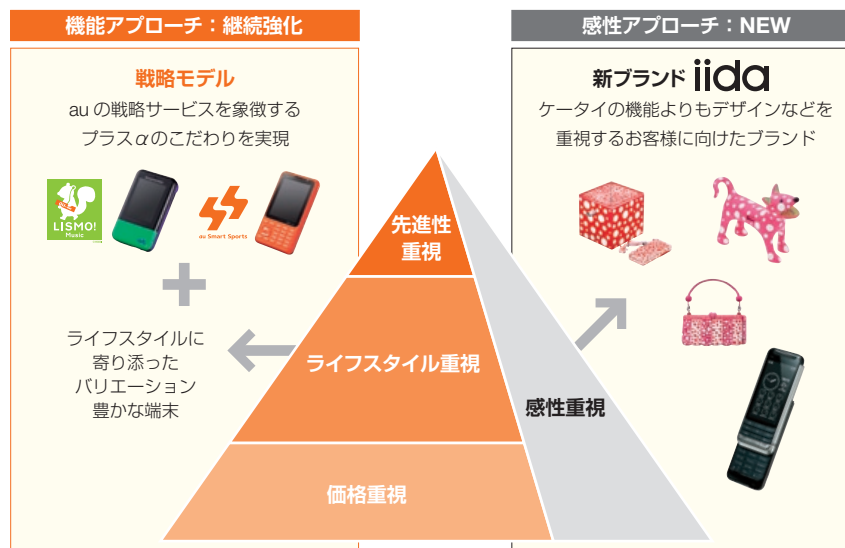 機能アプローチ：継続強化
戦略モデル
au の戦略サービスを象徴する
プラスαのこだわりを実現
LISMO!
Music
au Smart Sports
ライフスタイルに
寄り添った
バリエーション
豊かな端末
先進性
重視
ライフスタイル重視
価格重視
感性重視
感性アプローチ：NEW
新ブランド iida
ケータイの機能よりもデザインなどを
重視するお客様に向けたブランド